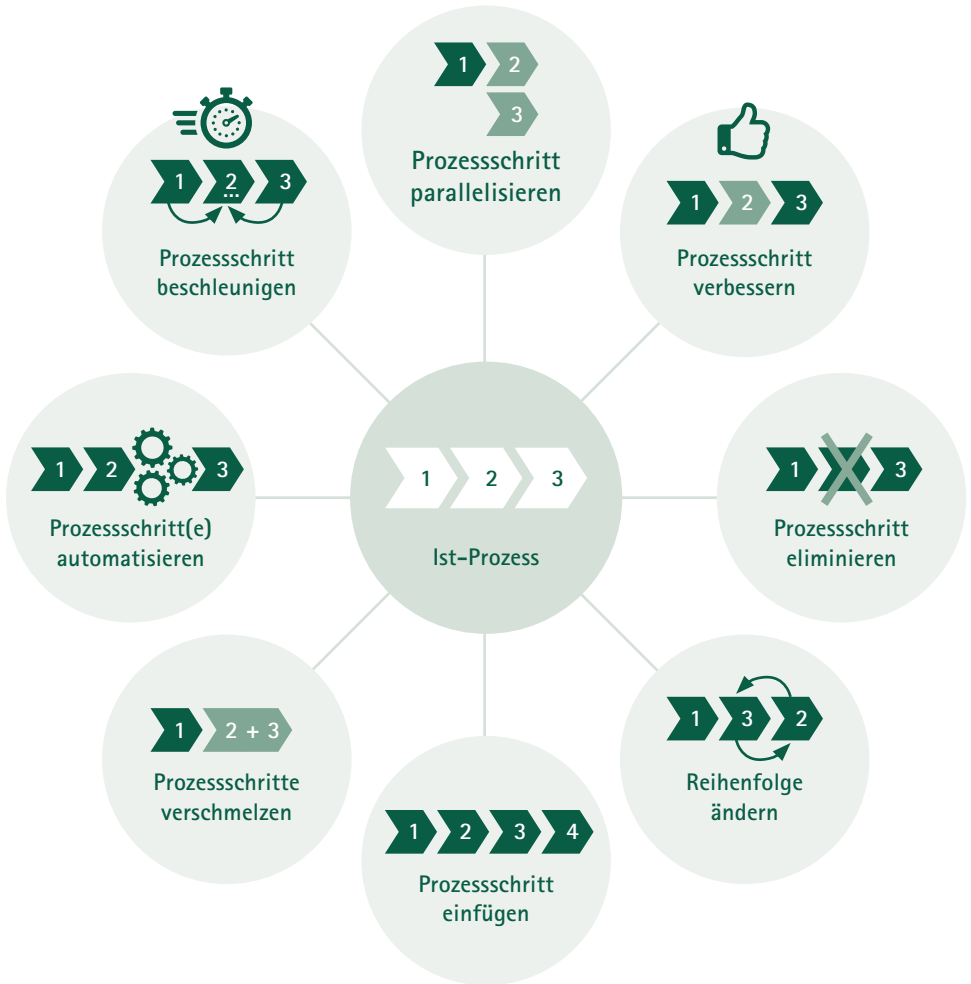 1 2
3
Prozessschritt
parallelisieren
1 2 3
Prozessschritt
verbessern
1 3
Prozessschritt
eliminieren
1 3 2
Reihenfolge
ändern
1 2 3 4
Prozessschritt
einfügen
1 2 + 3
Prozessschritte
verschmelzen
1 2 3
Prozessschritt(e)
automatisieren
1 2 3
...
Prozessschritt
beschleunigen
1 2 3
Ist-Prozess